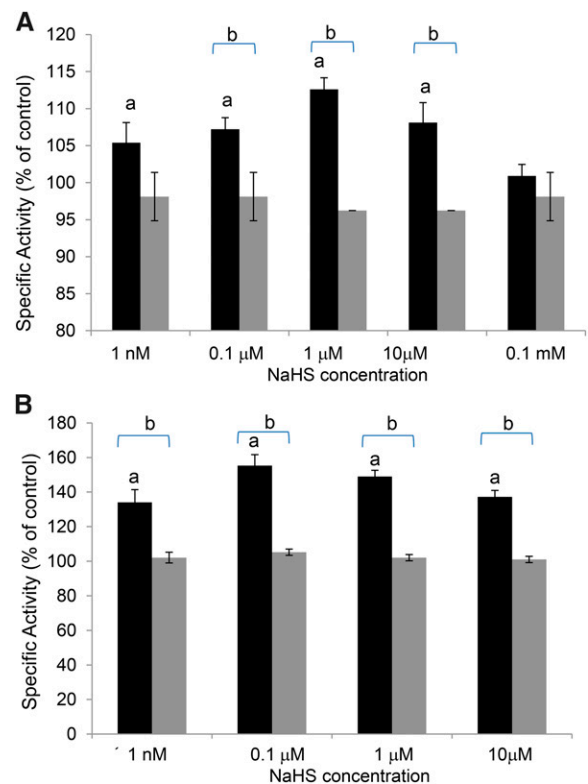 A
b b b
120
115
110
105
100
95
90
85
80
Specific Activity (% of control)
a a a a
1 nM 0.1 µM 1 µM 10µM 0.1 mM
NaHS concentration
B
b b b b
180
160
140
120
100
80
60
40
20
0
Specific Activity (% of control)
a a a a
´ 1 nM 0.1 µM 1 µM 10µM
NaHS concentration